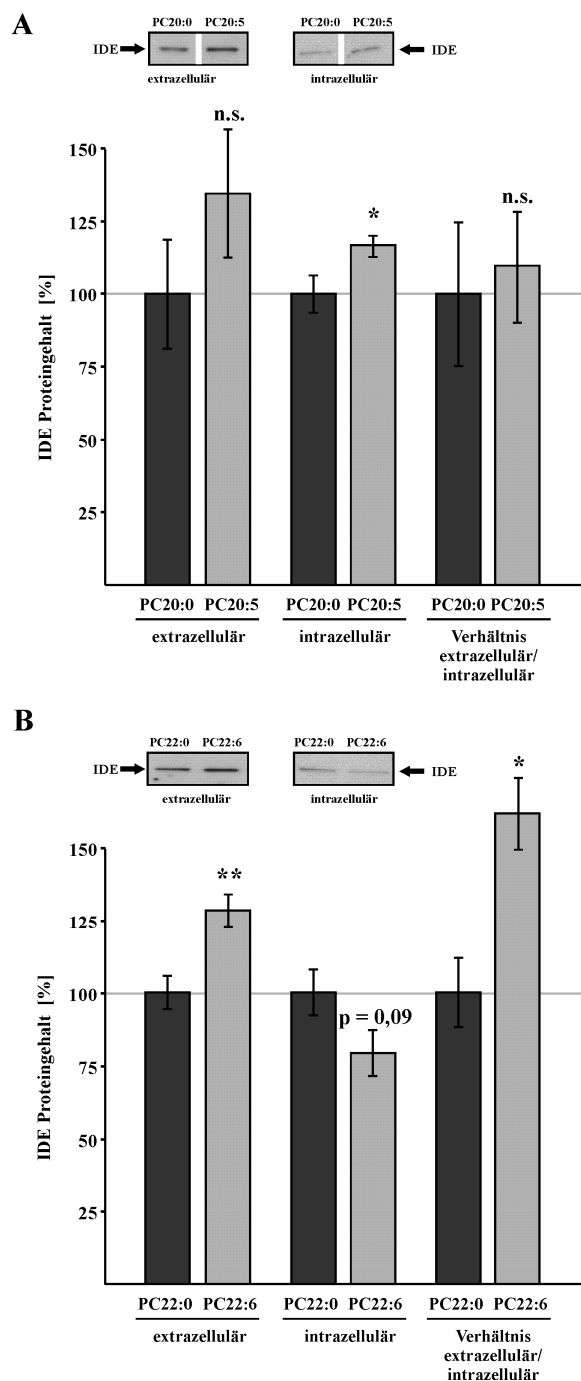 A
PC20:0 PC20:5 PC20:0 PC20:5
IDE IDE
extrazellulär intrazellulär
n.s.
150
n.s.
125
*
100
75
50
25
IDE Proteingehalt [%]
PC20:0 PC20:5 PC20:0 PC20:5 PC20:0 PC20:5
extrazellulär intrazellulär Verhältnis
extrazellulär/
intrazellulär
B
PC22:0 PC22:6 PC22:0 PC22:6
IDE IDE
extrazellulär intrazellulär
*
150
**
125
100
p = 0,09
75
50
25
IDE Proteingehalt [%]
PC22:0 PC22:6 PC22:0 PC22:6 PC22:0 PC22:6
extrazellulär intrazellulär Verhältnis
extrazellulär/
intrazellulär